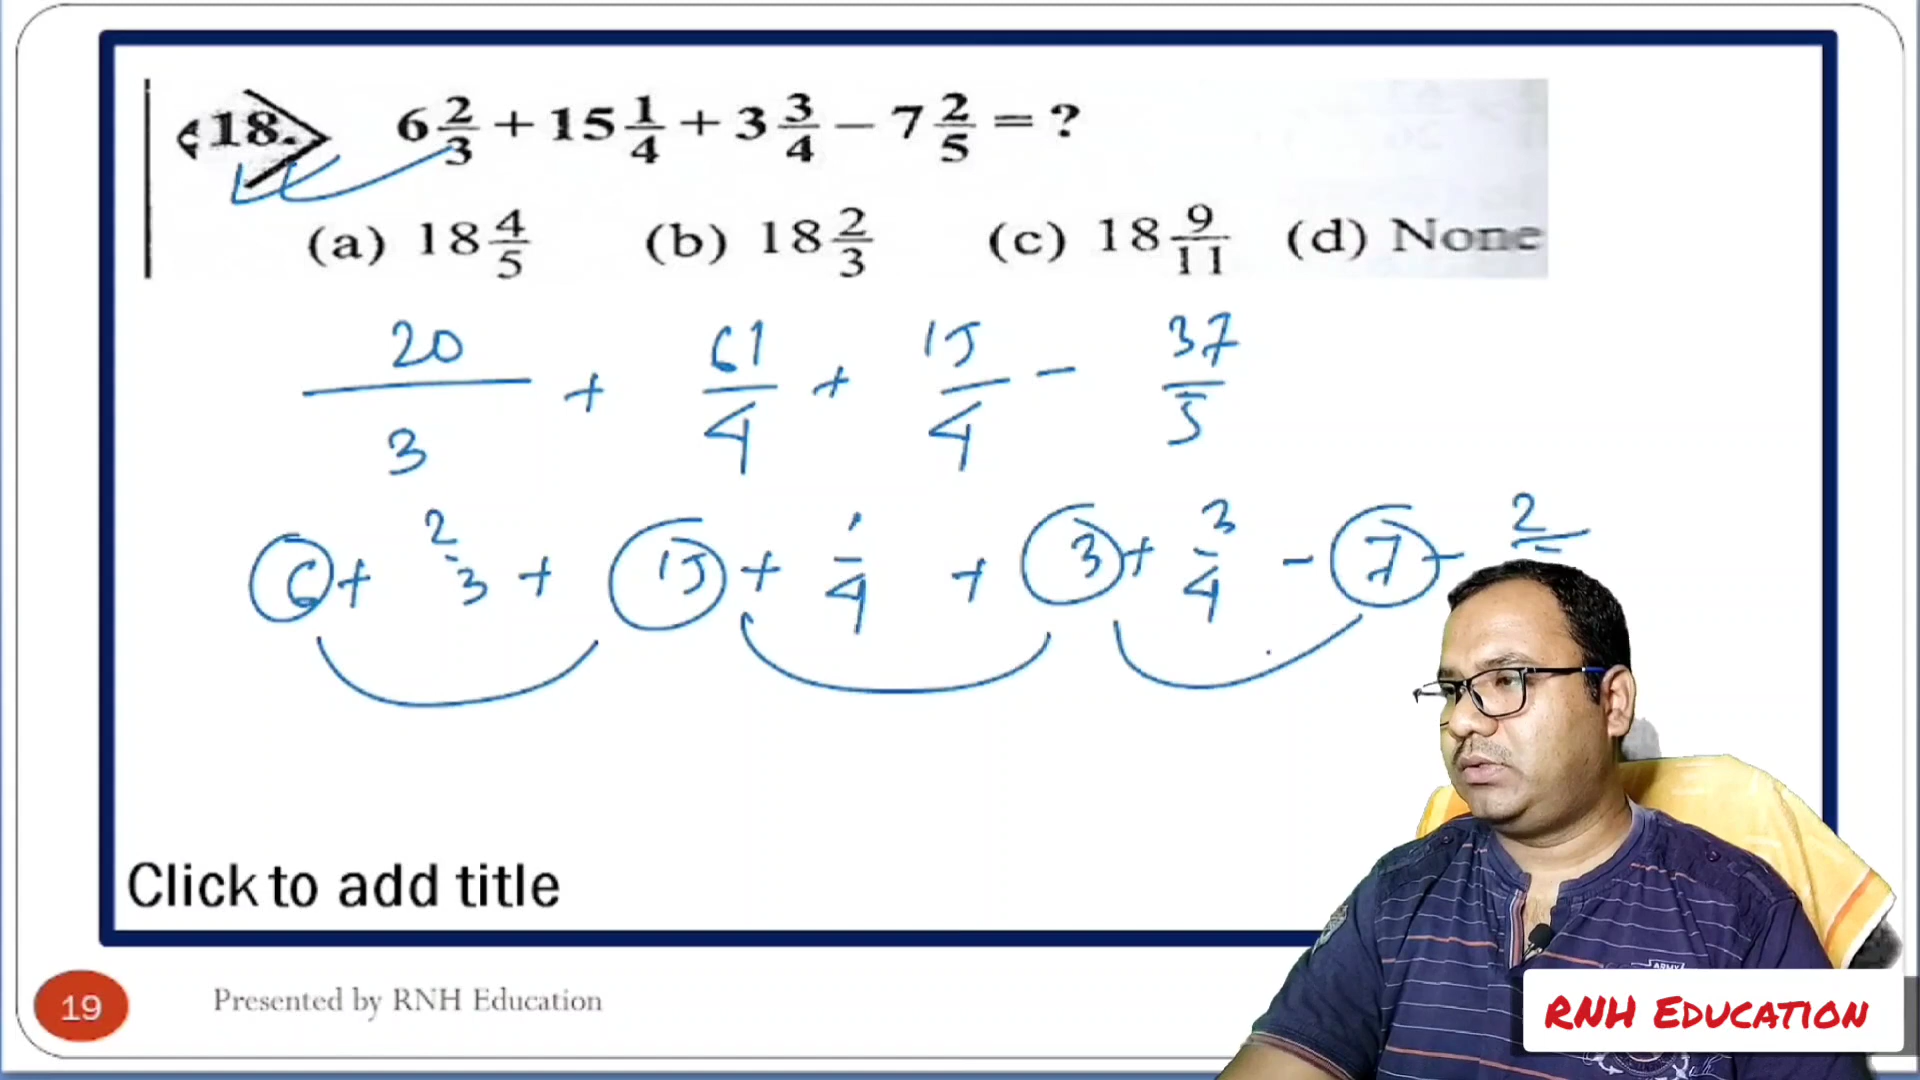 18. 6 2/3 + 15 1/4 + 3 3/4 − 7 2/5 = ?
(a) 18 4/5 (b) 18 2/3 (c) 18 9/11 (d) None
20/3 + 61/4 + 15/4 − 37/5
6 + 2/3 + 15 + 1/4 + 3 + 3/4 − 7 − 2
Click to add title
19
Presented by RNH Education
ARMY
RNH EDUCATION